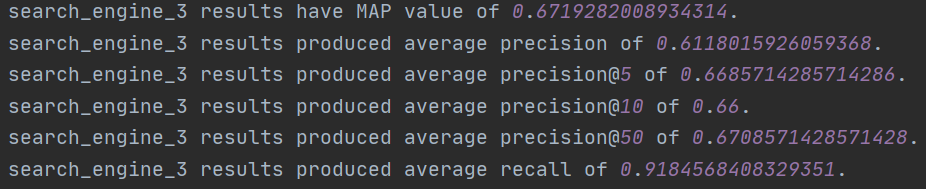 search_engine_3 results have MAP value of 0.6719282008934314.
search_engine_3 results produced average precision of 0.6118015926059368.
search_engine_3 results produced average precision@5 of 0.6685714285714286.
search_engine_3 results produced average precision@10 of 0.66.
search_engine_3 results produced average precision@50 of 0.6708571428571428.
search_engine_3 results produced average recall of 0.9184568408329351.